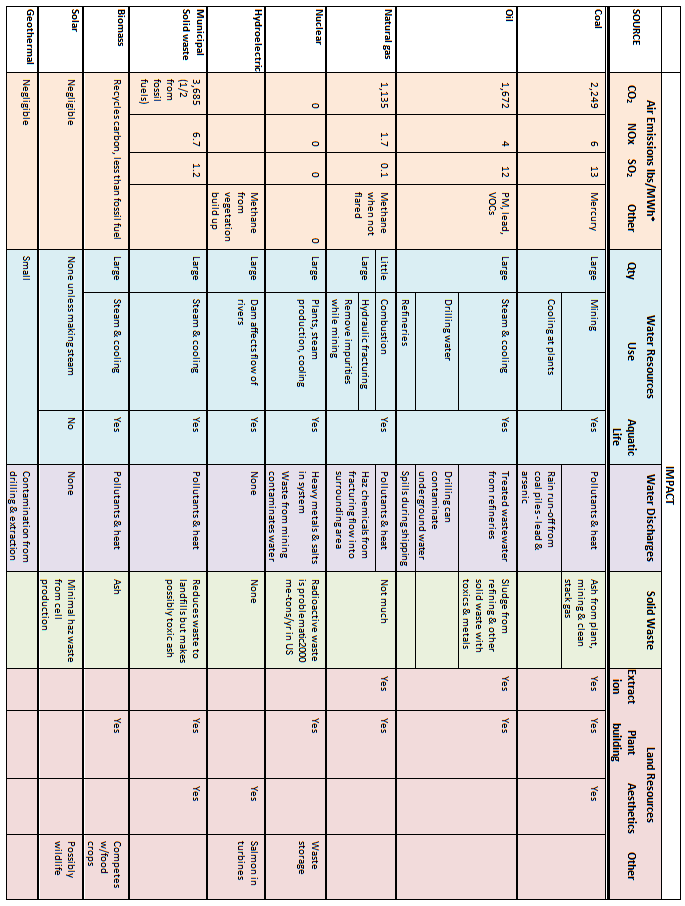 IMPACT
SOURCE
Air Emissions lbs/MWh*
Water Resources
Water Discharges
Solid Waste
Land Resources
CO₂
NOx
SO₂
Other
Qty
Use
Aquatic
Life
Extract
ion
Plant
building
Aesthetics
Other
Coal
2,249
6
13
Mercury
Large
Mining
Cooling at plants
Yes
Pollutants & heat
Rain run-off from
coal piles - lead &
arsenic
Ash from plant,
mining & clean
stack gas
Yes
Yes
Yes
Oil
1,672
4
12
PM, lead,
VOCs
Large
Steam & cooling
Drilling water
Refineries
Yes
Treated wastewater
from refineries
Drilling can
contaminate
underground water
Spills during shipping
Sludge from
refining & other
solid waste with
toxics & metals
Yes
Yes
Natural gas
1,135
1.7
0.1
Methane
when not
flared
Little
Combustion
Large
Hydraulic fracturing
Remove impurities
while mining
Yes
Pollutants & heat
Haz chemicals from
fracturing flow into
surrounding area
Not much
Yes
Yes
Nuclear
0
0
0
0
Large
Plants, steam
production, cooling
Yes
Heavy metals & salts
in system
Waste from mining
contaminates water
Radioactive waste
is problematic2000
me-tons/yr in US
Yes
Waste
storage
Hydroelectric
Methane
from
vegetation
build up
Large
Dam affects flow of
rivers
Yes
None
None
Yes
Salmon in
turbines
Municipal
Solid waste
3,685
(1/2
from
fossil
fuels)
6.7
1.2
Large
Steam & cooling
Yes
Pollutants & heat
Reduces waste to
landfills but makes
possibly toxic ash
Yes
Yes
Biomass
Recycles carbon, less than fossil fuel
Large
Steam & cooling
Yes
Pollutants & heat
Ash
Yes
Competes
w/food
crops
Solar
Negligible
None unless making steam
No
None
Minimal haz waste
from cell
production
Possibly
wildlife
Geothermal
Negligible
Small
Contamination from
drilling & extraction